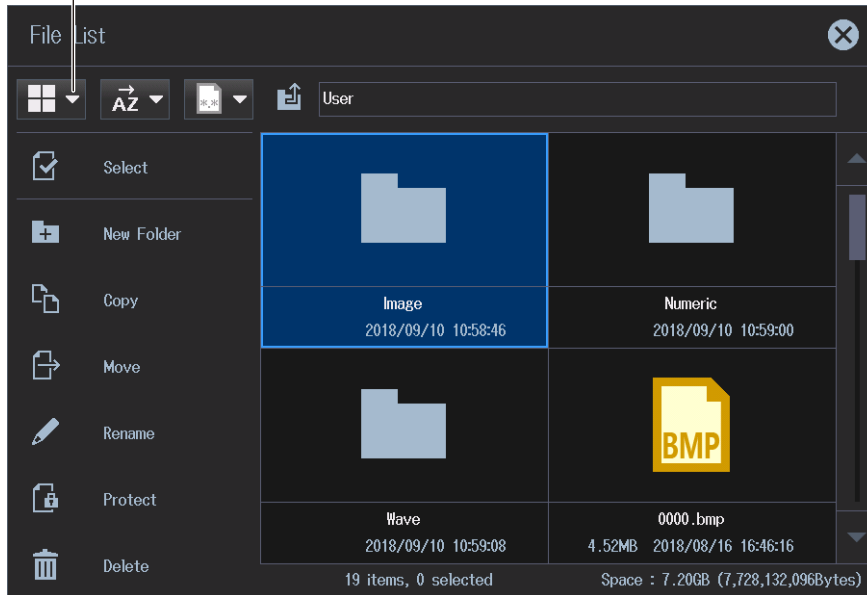 File List
AZ
*.*
User
Select
New Folder
Copy
Move
Rename
Protect
Delete
Image
2018/09/10 10:58:46
Numeric
2018/09/10 10:59:00
Wave
2018/09/10 10:59:08
BMP
0000.bmp
4.52MB 2018/08/16 16:46:16
19 items, 0 selected
Space : 7.20GB (7,728,132,096Bytes)